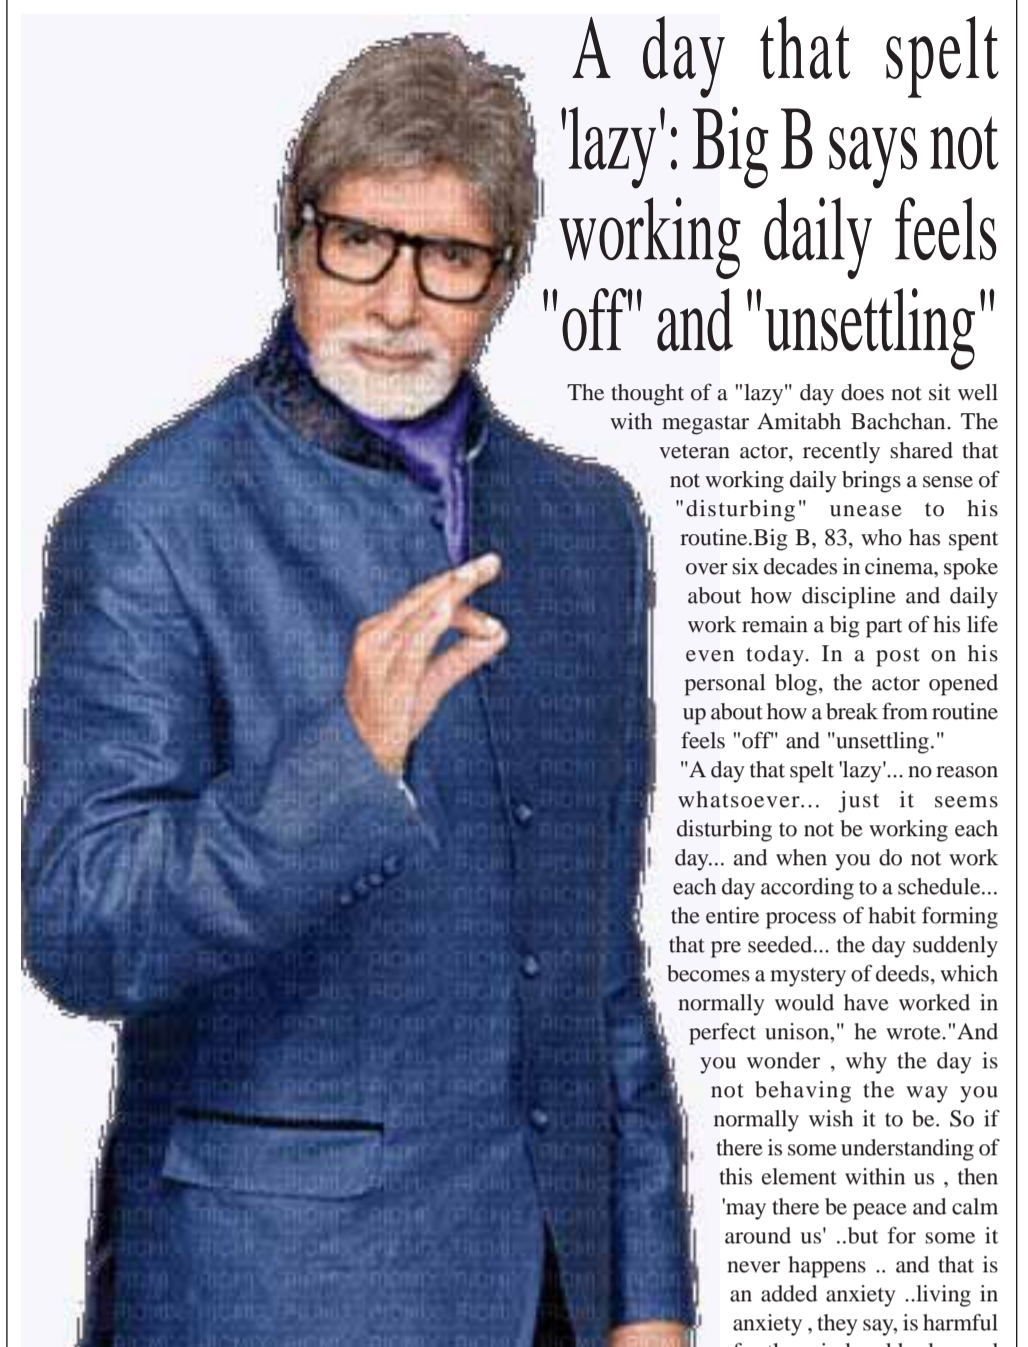 A day that spelt
'lazy': Big B says not
working daily feels
"off" and "unsettling"
The thought of a "lazy" day does not sit well
with megastar Amitabh Bachchan. The
veteran actor, recently shared that
not working daily brings a sense of
"disturbing" unease to his
routine.Big B, 83, who has spent
over six decades in cinema, spoke
about how discipline and daily
work remain a big part of his life
even today. In a post on his
personal blog, the actor opened
up about how a break from routine
feels "off" and "unsettling."
"A day that spelt 'lazy'... no reason
whatsoever... just it seems
disturbing to not be working each
day... and when you do not work
each day according to a schedule...
the entire process of habit forming
that pre seeded... the day suddenly
becomes a mystery of deeds, which
normally would have worked in
perfect unison," he wrote."And
you wonder , why the day is
not behaving the way you
normally wish it to be. So if
there is some understanding of
this element within us , then
'may there be peace and calm
around us' ..but for some it
never happens .. and that is
an added anxiety ..living in
anxiety , they say, is harmful